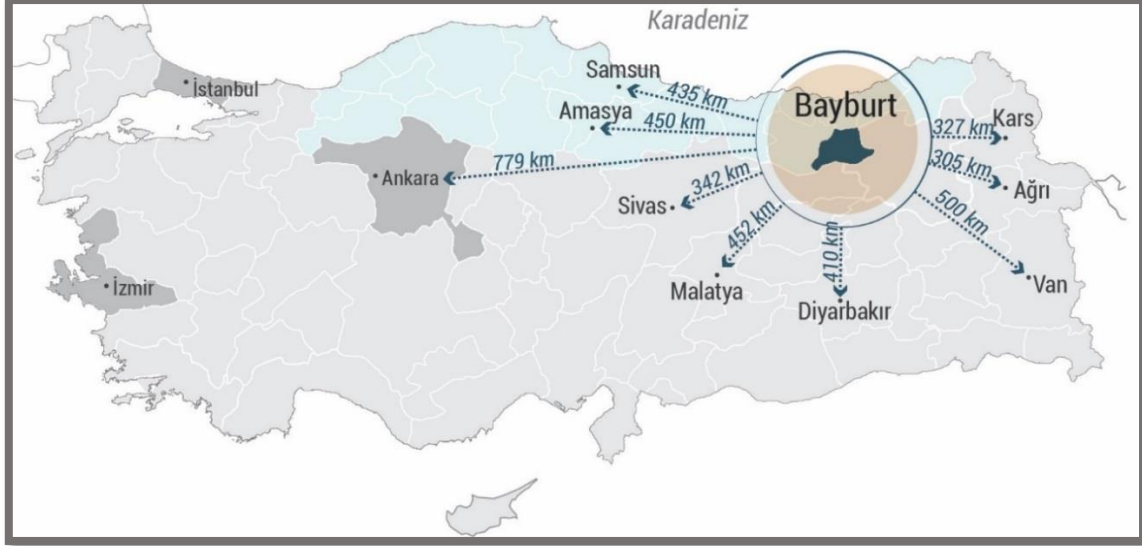 Karadeniz
İstanbul
Samsun
435 km
Bayburt
Amasya
450 km
327 km
Kars
779 km
Ankara
342 km
Sivas
305 km
Ağrı
500 km
452 km
410 km
Malatya
Diyarbakır
Van
İzmir